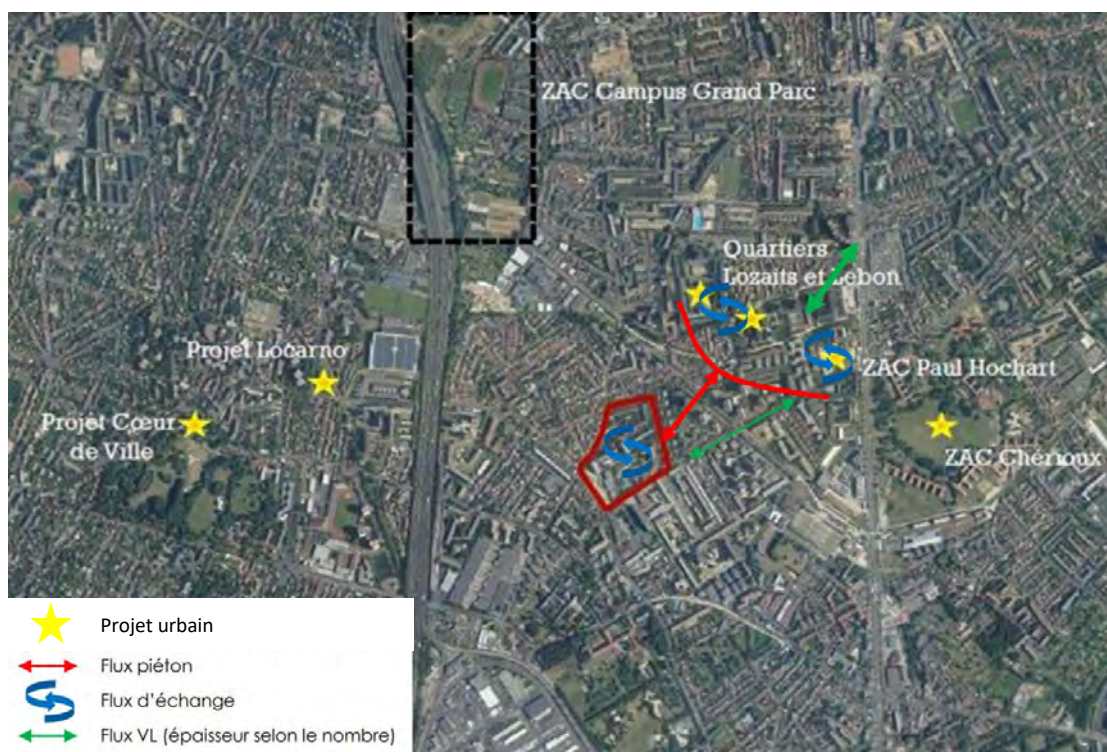 ZAC Campus Grand Parc
Quartiers
Lozaits et Lebon
Projet Locarno
ZAC Paul Hochart
Projet Cœur
de Ville
ZAC Chérioux
Projet urbain
Flux piéton
Flux d'échange
Flux VL (épaisseur selon le nombre)